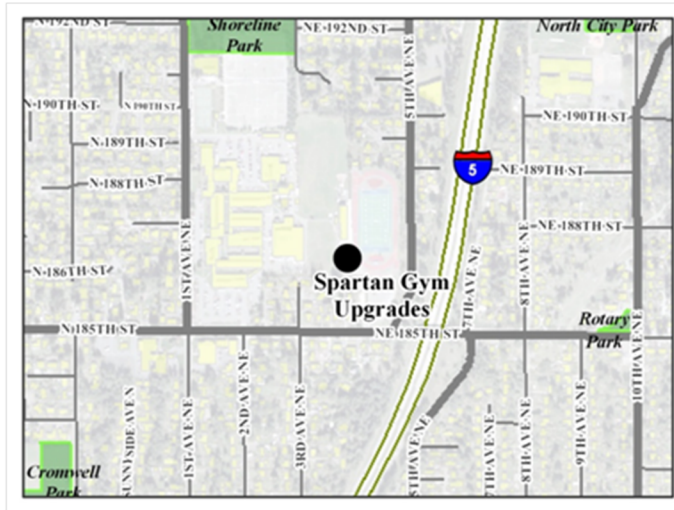 N 192ND ST
Shoreline
Park
NE 192ND ST
North City Park
5TH AVE NE
N 190TH ST
N 190TH ST
NE 190TH ST
N 189TH ST
NE 189TH ST
5
N 188TH ST
NE 188TH ST
1ST AVE NE
8TH AVE NE
7TH AVE NE
N 186TH ST
Spartan Gym
Upgrades
Rotary
Park
N 185TH ST
NE 185TH ST
10TH AVE NE
SUNNYSIDE AVE N
1ST AVE NE
2ND AVE NE
3RD AVE NE
5TH AVE NE
7TH AVE NE
8TH AVE NE
9TH AVE NE
Cromwell
Park